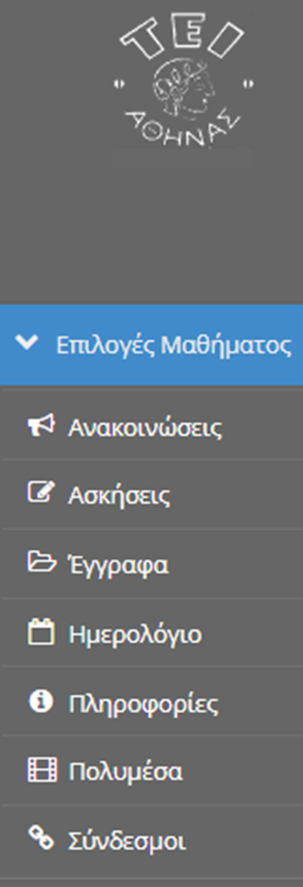 ΤΕΙ
ΑΘΗΝΑΣ
Επιλογές Μαθήματος
Ανακοινώσεις
Ασκήσεις
Έγγραφα
Ημερολόγιο
Πληροφορίες
Πολυμέσα
Σύνδεσμοι